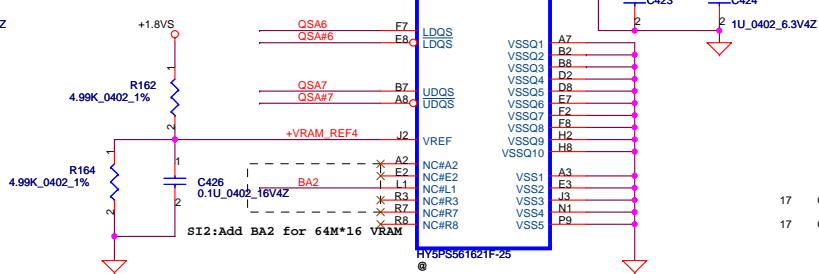 C423
C424
2
2
1U_0402_6.3V4Z
Z
+1.8VS
1
R162
4.99K_0402_1%
2
QSA6
F7
LDQS
QSA#6
E8
LDQS
QSA7
B7
UDQS
QSA#7
A8
UDQS
+VRAM_REF4
J2
VREF
A2
NC#A2
E2
NC#E2
BA2
L1
NC#L1
R3
NC#R3
R7
NC#R7
R8
NC#R8
VSSQ1
A7
VSSQ2
B2
VSSQ3
B8
VSSQ4
D2
VSSQ5
D8
VSSQ6
E7
VSSQ7
F2
VSSQ8
F8
VSSQ9
H2
VSSQ10
H8
VSS1
A3
VSS2
E3
VSS3
J3
VSS4
N1
VSS5
P9
1
R164
4.99K_0402_1%
2
1
C426
0.1U_0402_16V4Z
2
SI2:Add BA2 for 64M*16 VRAM
HY5PS561621F-25
@
17
17